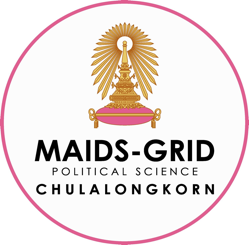 MAIDS-GRID
POLITICAL SCIENCE
CHULALONGKORN